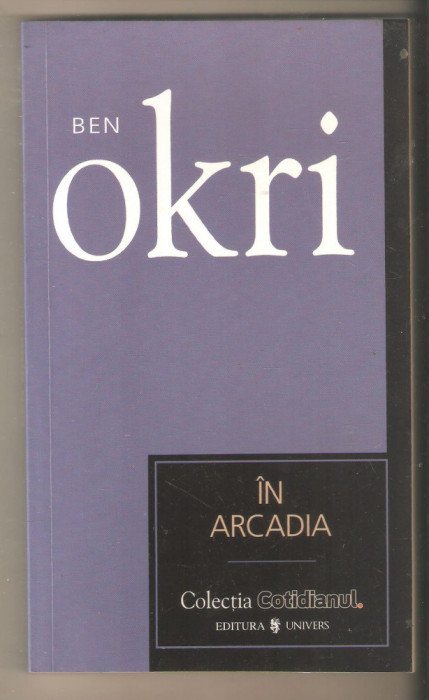 BEN
okri
ÎN
ARCADIA
Colecția Cotidianul.
EDITURA UNIVERS